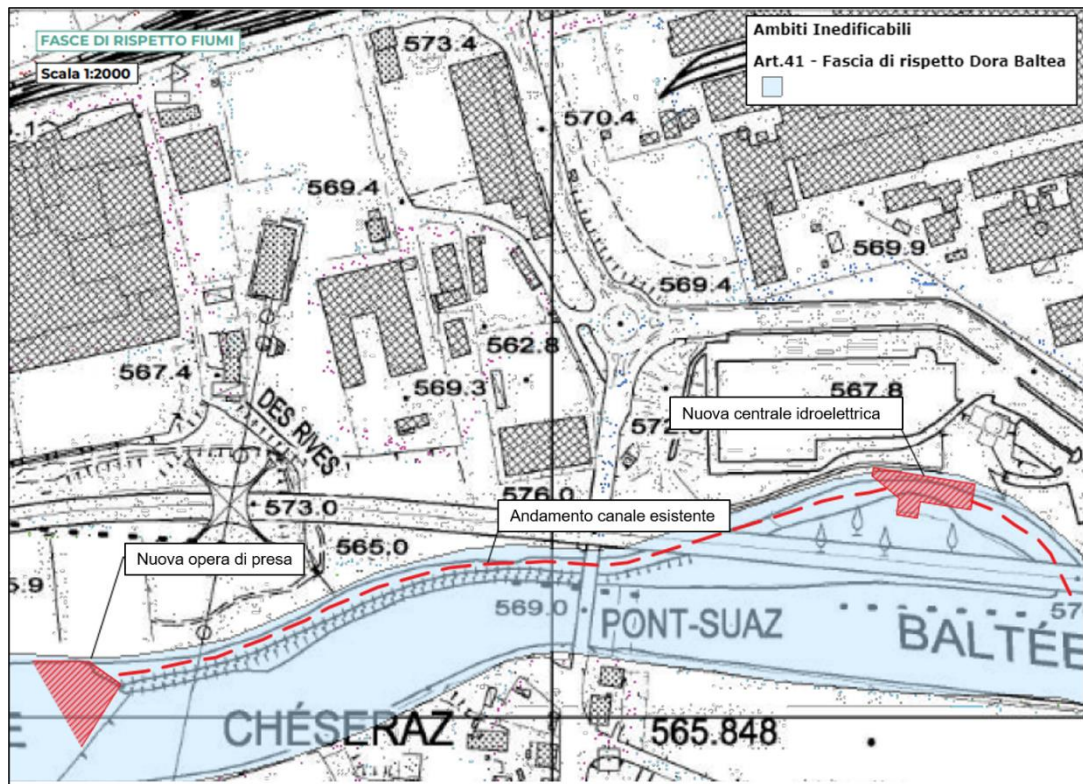 FASCE DI RISPETTO FIUMI
Scala 1:2000
Ambiti Inedificabili
Art.41 - Fascia di rispetto Dora Baltea
573.4
570.4
569.4
569.9
569.4
562.8
567.4
569.3
567.8
Nuova centrale idroelettrica
DES RIVES
576.0
573.0
Andamento canale esistente
565.0
Nuova opera di presa
569.0
PONT-SUAZ
BALTÉE
CHÉSERAZ
565.848